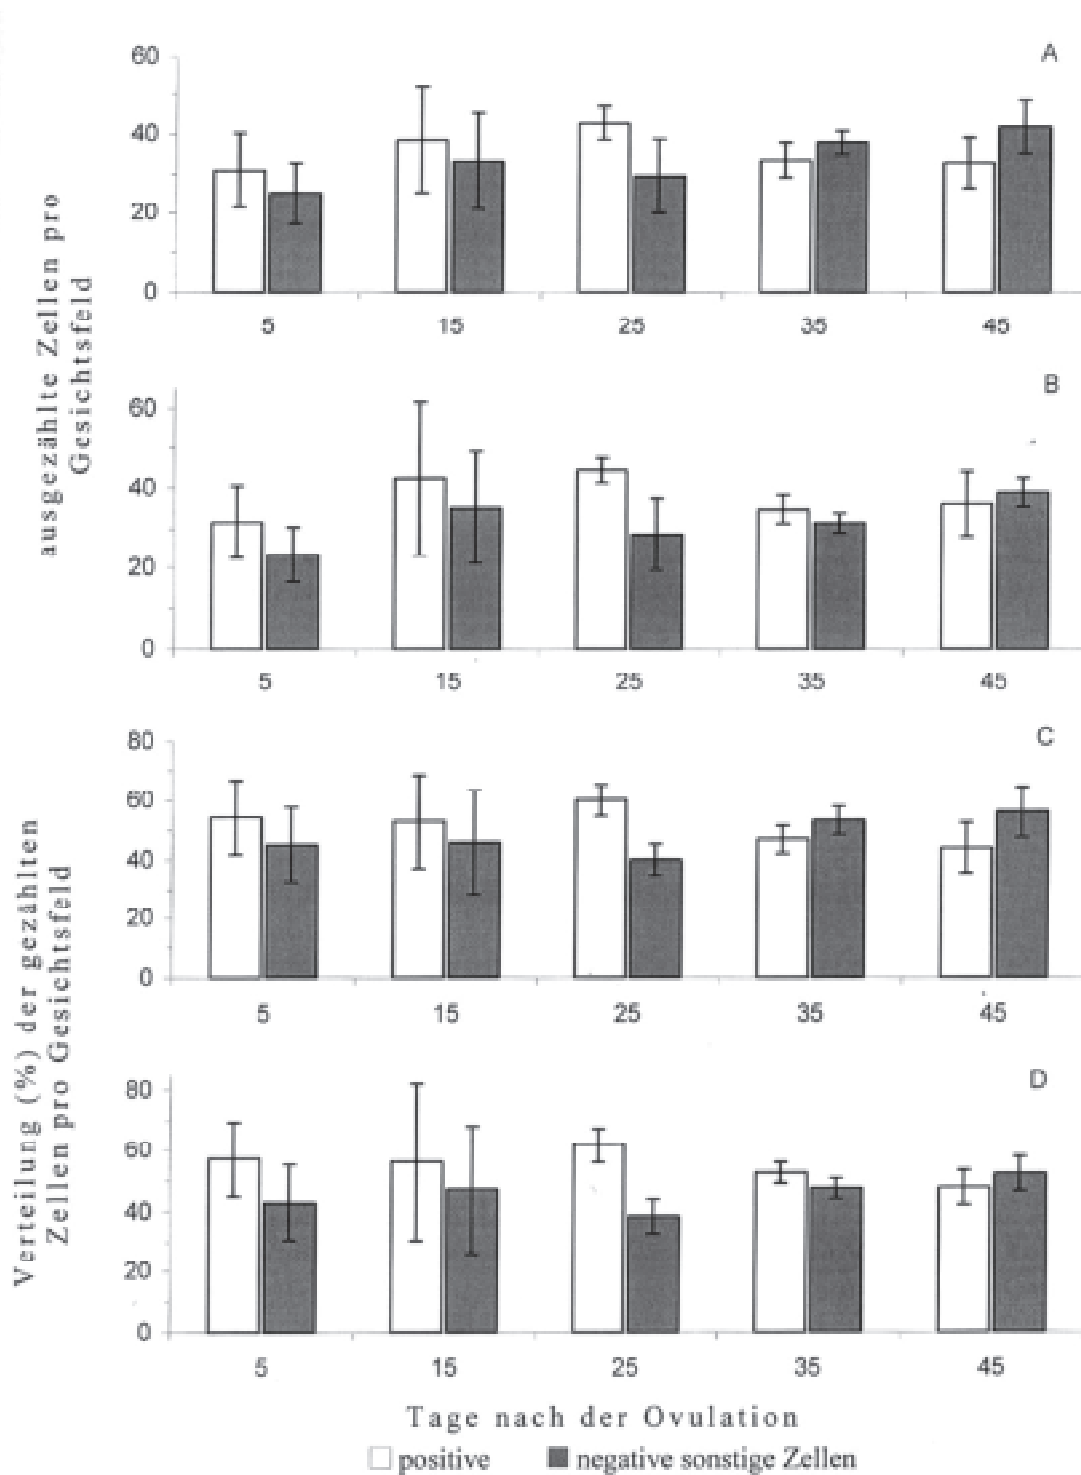 A
60
40
20
0
5 15 25 35 45
ausgezählte Zellen pro
Gesichtsfeld
B
60
40
20
0
5 15 25 35 45
C
80
60
40
20
0
5 15 25 35 45
Verteilung (%) der gezählten
Zellen pro Gesichtsfeld
D
80
60
40
20
0
5 15 25 35 45
Tage nach der Ovulation
positive negative sonstige Zellen